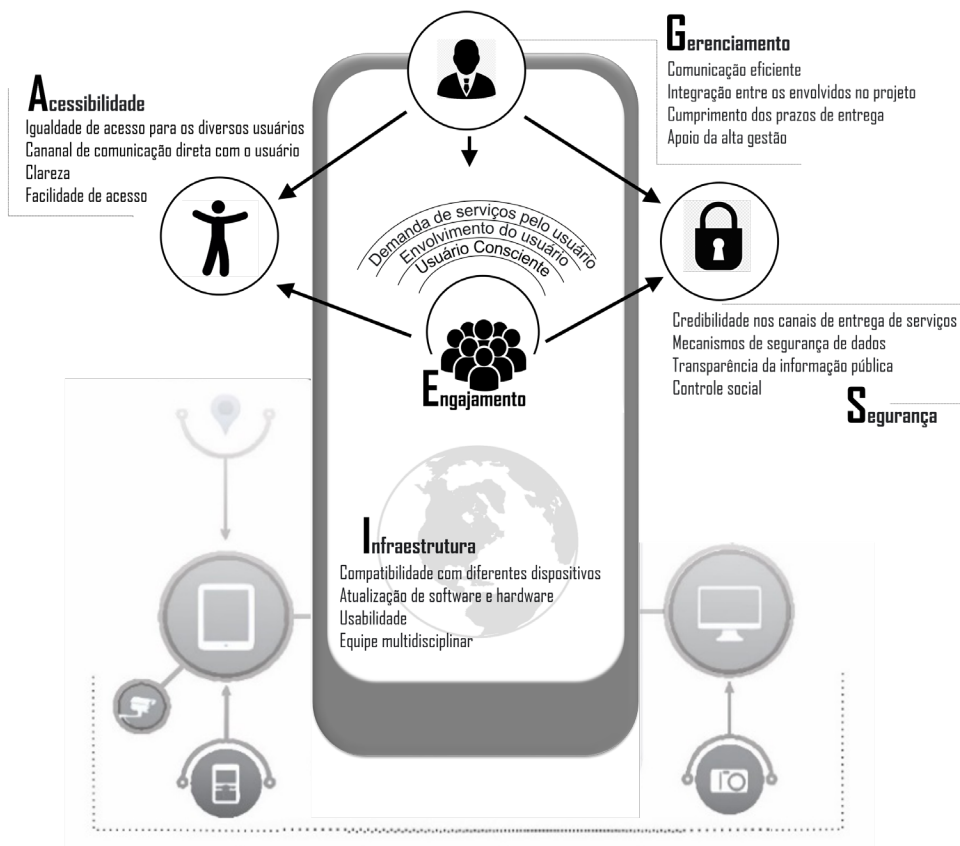 Gerenciamento
Comunicação eficiente
Integração entre os envolvidos no projeto
Cumprimento dos prazos de entrega
Apoio da alta gestão
Acessibilidade
Igualdade de acesso para os diversos usuários
Cananal de comunicação direta com o usuário
Clareza
Facilidade de acesso
Demanda de serviços pelo usuário
Envolvimento do usuário
Usuário Consciente
Engajamento
Credibilidade nos canais de entrega de serviços
Mecanismos de segurança de dados
Transparência da informação pública
Controle social
Segurança
Infraestrutura
Compatibilidade com diferentes dispositivos
Atualização de software e hardware
Usabilidade
Equipe multidisciplinar